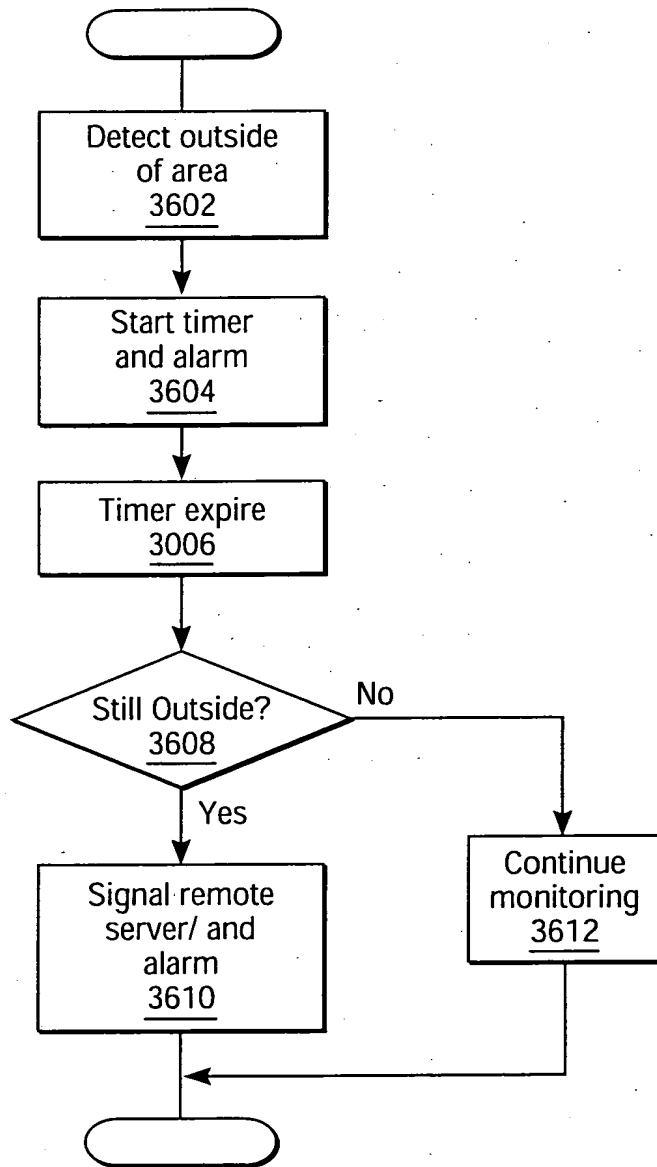 Detect outside
of area
3602
Start timer
and alarm
3604
Timer expire
3006
Still Outside?
3608
No
Yes
Signal remote
server/ and
alarm
3610
Continue
monitoring
3612